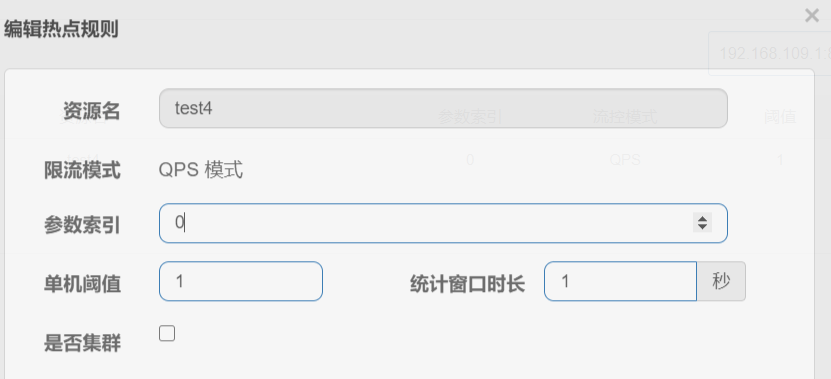 ×
编辑热点规则
192.168.109.1
资源名 test4
参数索引 流控模式 阈值
限流模式 QPS 模式
0 QPS 1
参数索引 0
单机阈值 1 统计窗口时长 1 秒
是否集群